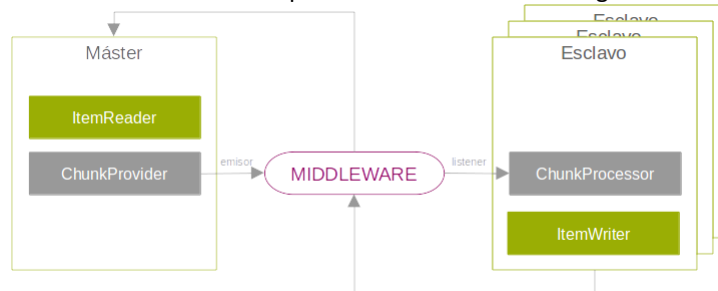 Máster
Esclavo
Esclavo
Esclavo
ItemReader
ChunkProvider
emisor
MIDDLEWARE
listener
ChunkProcessor
ItemWriter